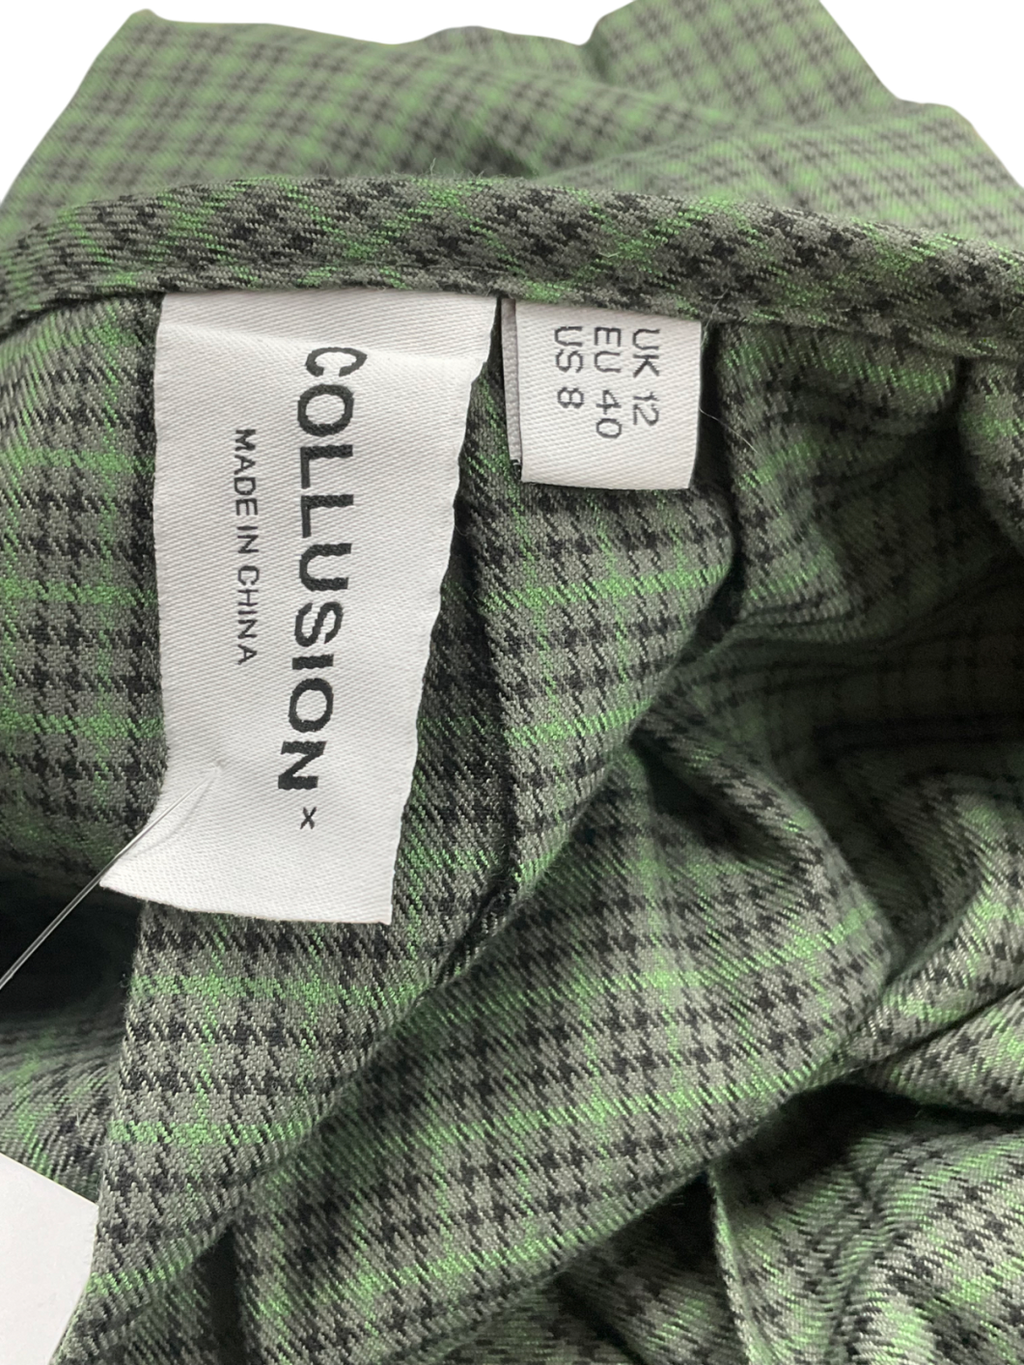 COLLUSION x
MADE IN CHINA
UK 12
EU 40
US 8